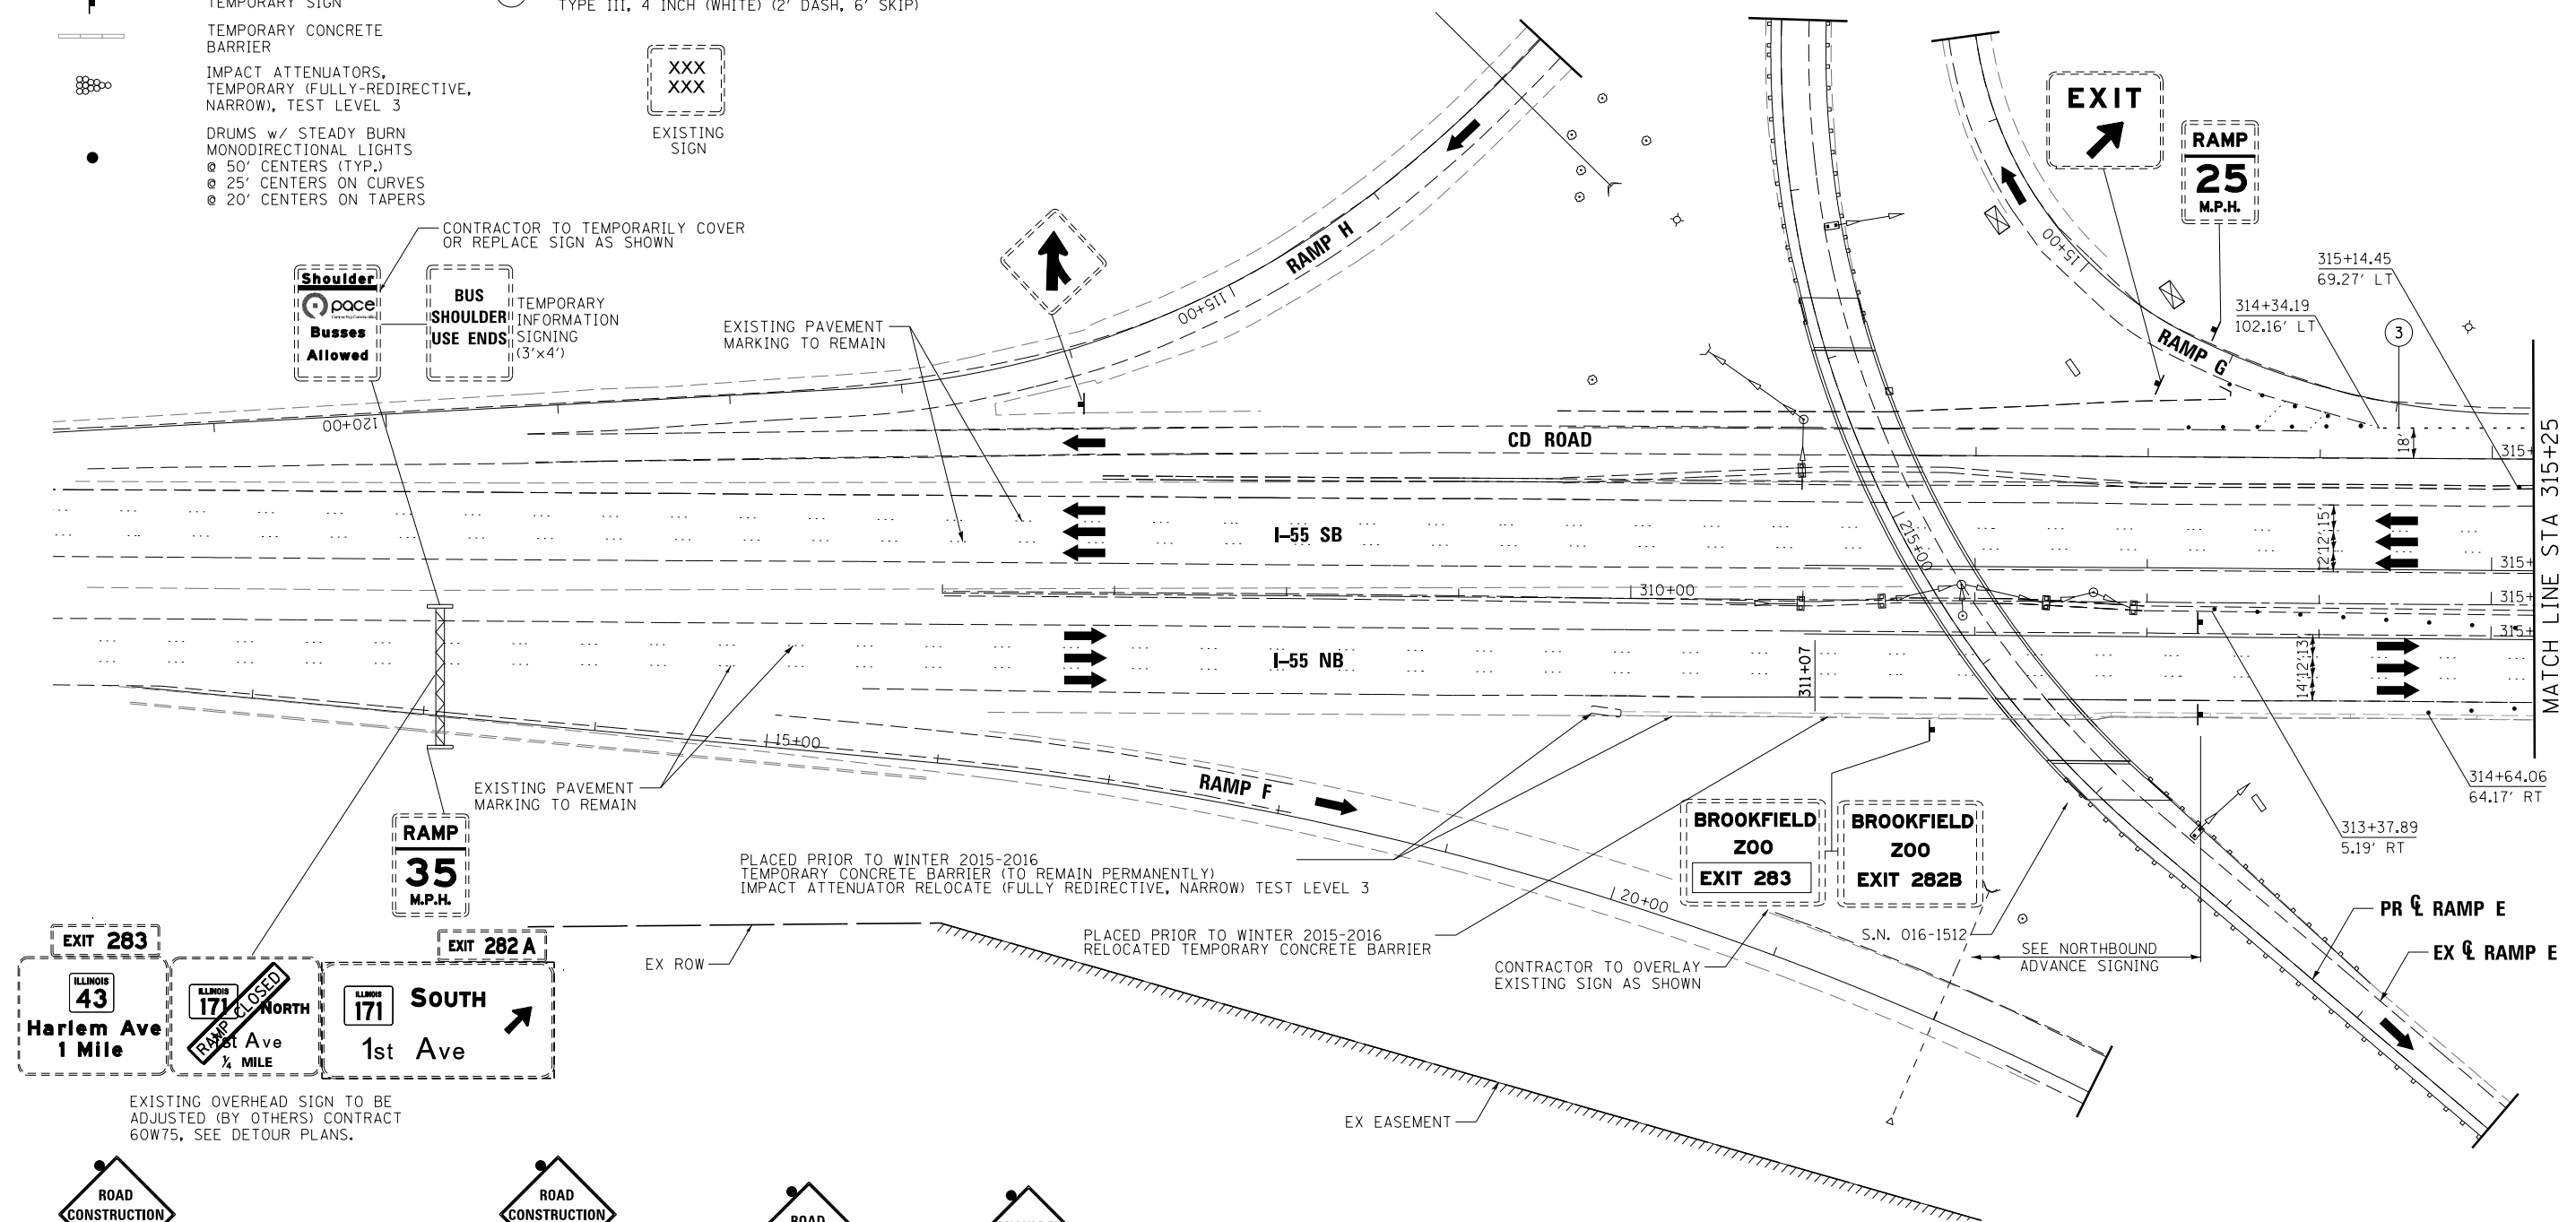 TEMPORARY SIGN
TYPE III, 4 INCH (WHITE) (2' DASH, 6' SKIP)
TEMPORARY CONCRETE
BARRIER
IMPACT ATTENUATORS,
TEMPORARY (FULLY-REDIRECTIVE,
NARROW), TEST LEVEL 3
DRUMS w/ STEADY BURN
MONODIRECTIONAL LIGHTS
@ 50' CENTERS (TYP.)
@ 25' CENTERS ON CURVES
@ 20' CENTERS ON TAPERS
XXX
XXX
EXISTING
SIGN
CONTRACTOR TO TEMPORARILY COVER
OR REPLACE SIGN AS SHOWN
Shoulder
pace
Busses
Allowed
BUS
SHOULDER
USE ENDS
TEMPORARY
INFORMATION
SIGNING
(3'x4')
EXISTING PAVEMENT
MARKING TO REMAIN
RAMP H
115+00
120+00
EXIT
RAMP
25
M.P.H.
15+00
RAMP G
315+14.45
69.27' LT
314+34.19
102.16' LT
3
18'
CD ROAD
315+
I-55 SB
12'12'15'
315+
310+00
315+
315+
215+00
I-55 NB
311+07
14'12'13'
MATCH LINE STA 315+25
15+00
RAMP F
EXISTING PAVEMENT
MARKING TO REMAIN
RAMP
35
M.P.H.
314+64.06
64.17' RT
313+37.89
5.19' RT
PLACED PRIOR TO WINTER 2015-2016
TEMPORARY CONCRETE BARRIER (TO REMAIN PERMANENTLY)
IMPACT ATTENUATOR RELOCATE (FULLY REDIRECTIVE, NARROW) TEST LEVEL 3
BROOKFIELD
ZOO
EXIT 283
BROOKFIELD
ZOO
EXIT 282B
20+00
PLACED PRIOR TO WINTER 2015-2016
RELOCATED TEMPORARY CONCRETE BARRIER
S.N. 016-1512
SEE NORTHBOUND
ADVANCE SIGNING
PR ℄ RAMP E
EX ℄ RAMP E
CONTRACTOR TO OVERLAY
EXISTING SIGN AS SHOWN
EX ROW
EXIT 283
ILLINOIS
43
Harlem Ave
1 Mile
ILLINOIS
171 NORTH
1st Ave
¼ MILE
RAMP CLOSED
EXIT 282 A
ILLINOIS
171 SOUTH
1st Ave
EXISTING OVERHEAD SIGN TO BE
ADJUSTED (BY OTHERS) CONTRACT
60W75, SEE DETOUR PLANS.
EX EASEMENT
ROAD
CONSTRUCTION
ROAD
CONSTRUCTION
ROAD